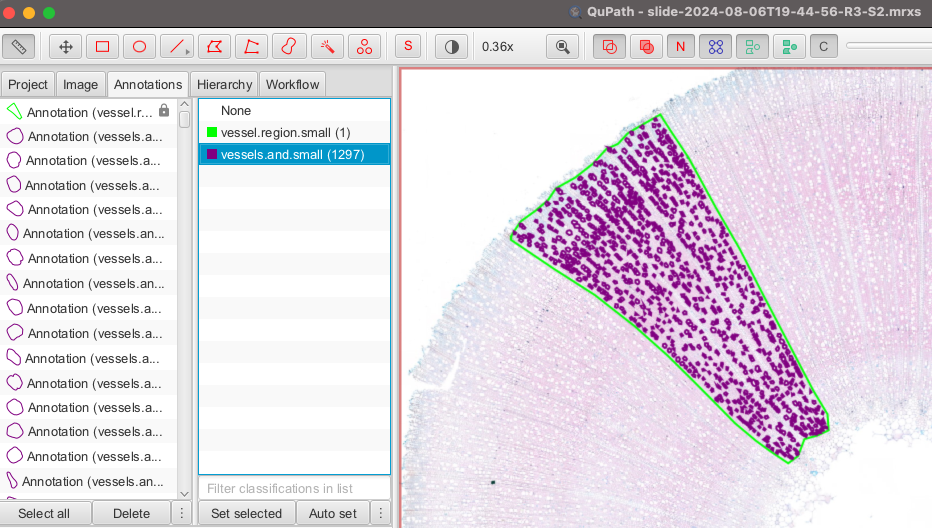 QuPath - slide-2024-08-06T19-44-56-R3-S2.mrxs
S
0.36x
N
C
Project
Image
Annotations
Hierarchy
Workflow
Annotation (vessel.r...
Annotation (vessels.a...
Annotation (vessels.a...
Annotation (vessels.a...
Annotation (vessels.a...
Annotation (vessels.an...
Annotation (vessels.a...
Annotation (vessels.an...
Annotation (vessels.a...
Annotation (vessels.a...
Annotation (vessels.a...
Annotation (vessels.a...
Annotation (vessels.a...
Annotation (vessels.a...
Annotation (vessels.a...
Annotation (vessels.an...
None
vessel.region.small (1)
vessels.and.small (1297)
Filter classifications in list
Select all
Delete
Set selected
Auto set